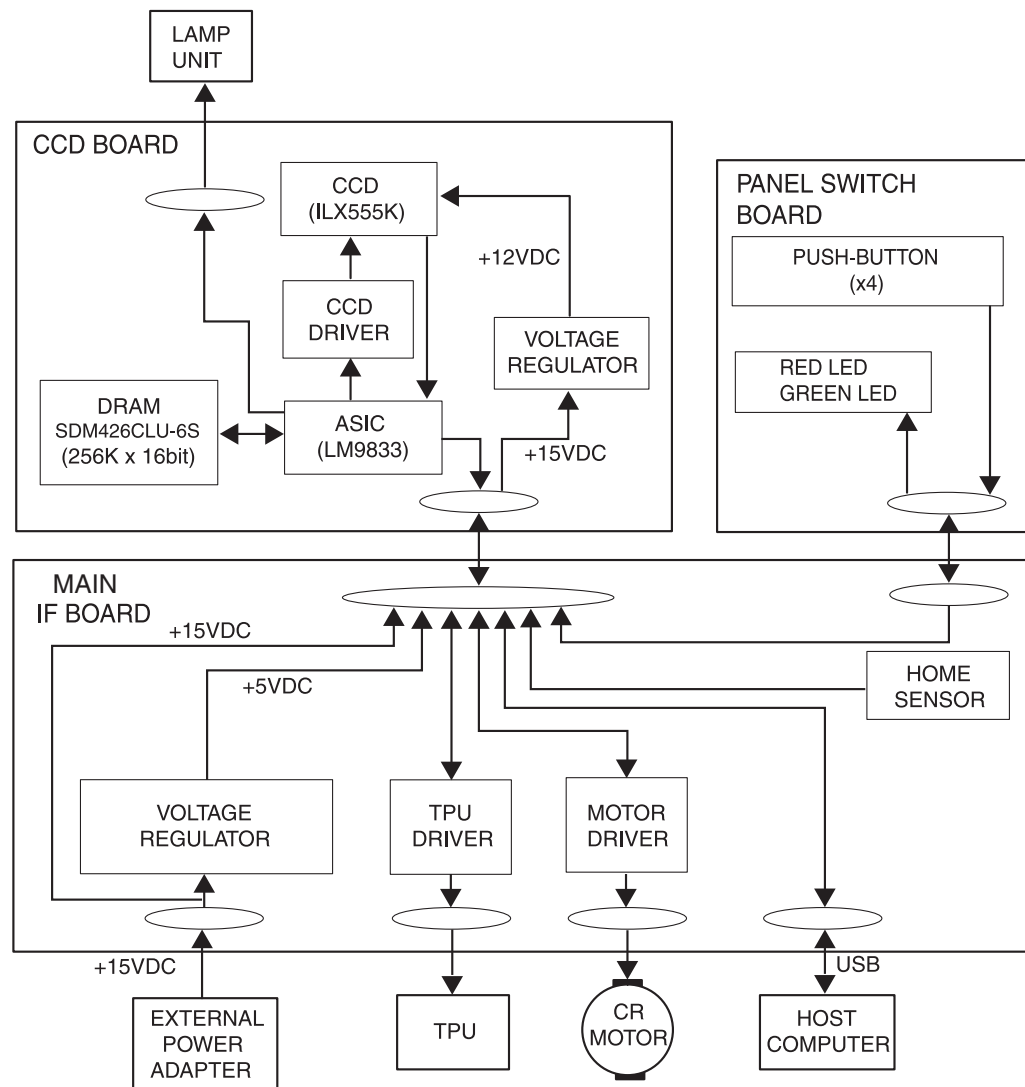 LAMP
UNIT
CCD BOARD
CCD
(ILX555K)
+12VDC
CCD
DRIVER
VOLTAGE
REGULATOR
DRAM
SDM426CLU-6S
(256K x 16bit)
ASIC
(LM9833)
+15VDC
PANEL SWITCH
BOARD
PUSH-BUTTON
(x4)
RED LED
GREEN LED
MAIN
IF BOARD
+15VDC
+5VDC
HOME
SENSOR
VOLTAGE
REGULATOR
TPU
DRIVER
MOTOR
DRIVER
+15VDC
USB
EXTERNAL
POWER
ADAPTER
TPU
CR
MOTOR
HOST
COMPUTER